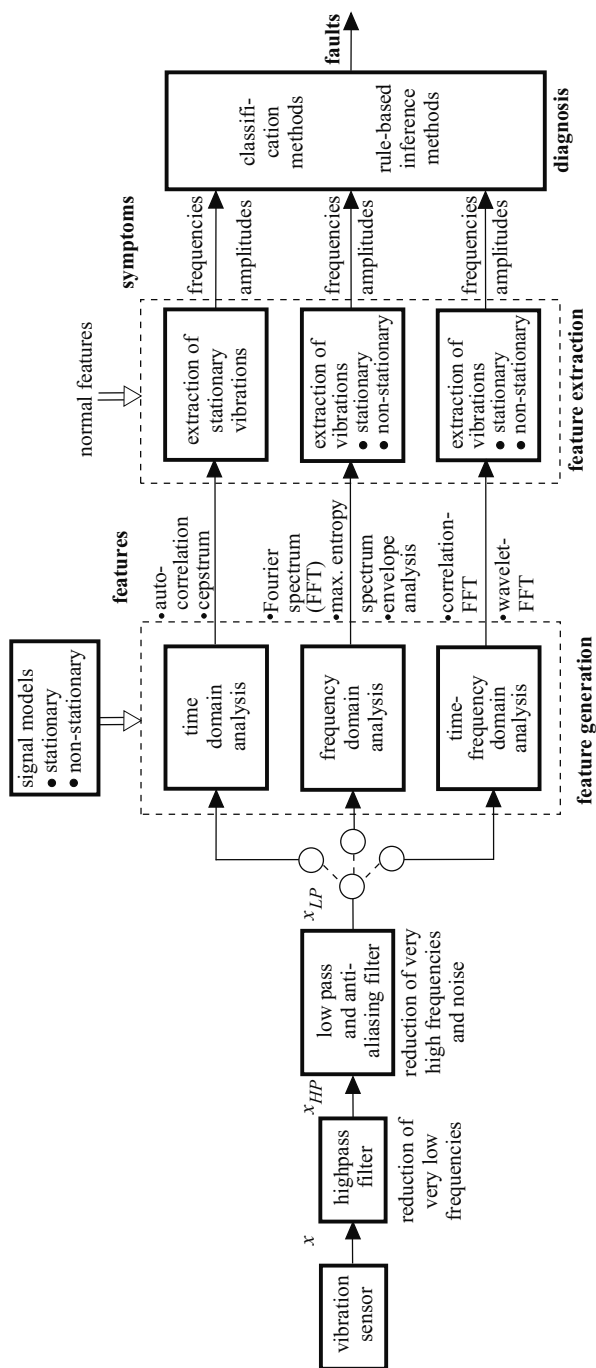 vibration
sensor
x
highpass
filter
reduction of
very low
frequencies
x_HP
low pass
and anti-
aliasing filter
reduction of very
high frequencies
and noise
x_LP
signal models
● stationary
● non-stationary
time
domain
analysis
frequency
domain
analysis
time-
frequency
domain
analysis
feature generation
features
•auto-
correlation
•cepstrum
•Fourier
spectrum
(FFT)
•max. entropy
spectrum
•envelope
analysis
•correlation-
FFT
•wavelet-
FFT
normal features
extraction of
stationary
vibrations
extraction of
vibrations
● stationary
● non-stationary
extraction of
vibrations
● stationary
● non-stationary
feature extraction
symptoms
frequencies
amplitudes
frequencies
amplitudes
frequencies
amplitudes
classifi-
cation
methods
rule-based
inference
methods
diagnosis
faults